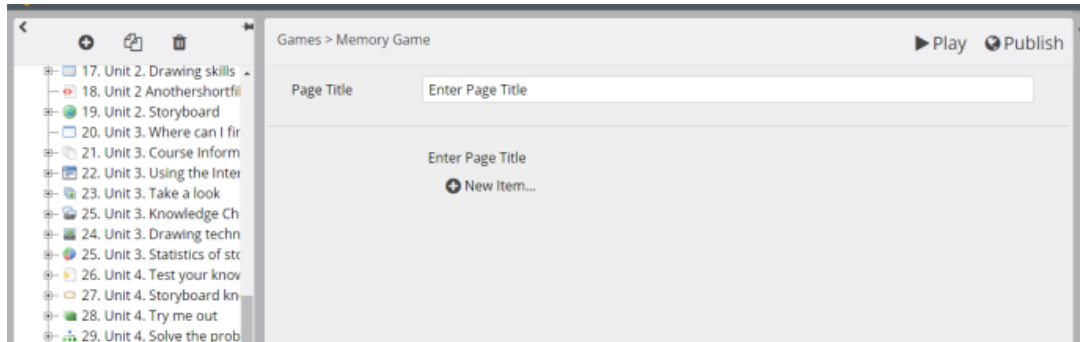 Games > Memory Game
Play
Publish
17. Unit 2. Drawing skills
18. Unit 2 Anothershortfil
19. Unit 2. Storyboard
20. Unit 3. Where can I fir
21. Unit 3. Course Inform
22. Unit 3. Using the Inter
23. Unit 3. Take a look
25. Unit 3. Knowledge Ch
24. Unit 3. Drawing techn
25. Unit 3. Statistics of sto
26. Unit 4. Test your know
27. Unit 4. Storyboard kn
28. Unit 4. Try me out
29. Unit 4. Solve the prob
Page Title
Enter Page Title
Enter Page Title
New Item...